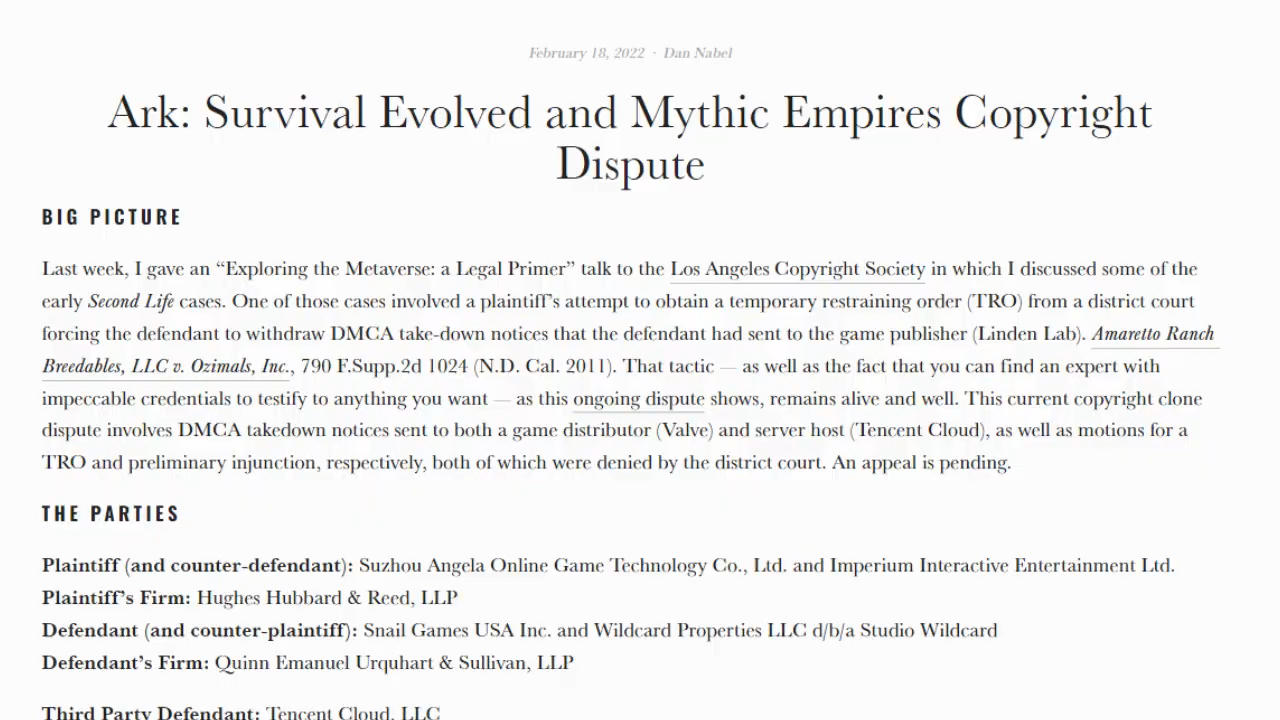 February 18, 2022 · Dan Nabel
Ark: Survival Evolved and Mythic Empires Copyright
Dispute
BIG PICTURE
Last week, I gave an “Exploring the Metaverse: a Legal Primer” talk to the Los Angeles Copyright Society in which I discussed some of the
early Second Life cases. One of those cases involved a plaintiff’s attempt to obtain a temporary restraining order (TRO) from a district court
forcing the defendant to withdraw DMCA take-down notices that the defendant had sent to the game publisher (Linden Lab). Amaretto Ranch
Breedables, LLC v. Ozimals, Inc., 790 F.Supp.2d 1024 (N.D. Cal. 2011). That tactic — as well as the fact that you can find an expert with
impeccable credentials to testify to anything you want — as this ongoing dispute shows, remains alive and well. This current copyright clone
dispute involves DMCA takedown notices sent to both a game distributor (Valve) and server host (Tencent Cloud), as well as motions for a
TRO and preliminary injunction, respectively, both of which were denied by the district court. An appeal is pending.
THE PARTIES
Plaintiff (and counter-defendant): Suzhou Angela Online Game Technology Co., Ltd. and Imperium Interactive Entertainment Ltd.
Plaintiff’s Firm: Hughes Hubbard & Reed, LLP
Defendant (and counter-plaintiff): Snail Games USA Inc. and Wildcard Properties LLC d/b/a Studio Wildcard
Defendant’s Firm: Quinn Emanuel Urquhart & Sullivan, LLP
Third Party Defendant: Tencent Cloud, LLC